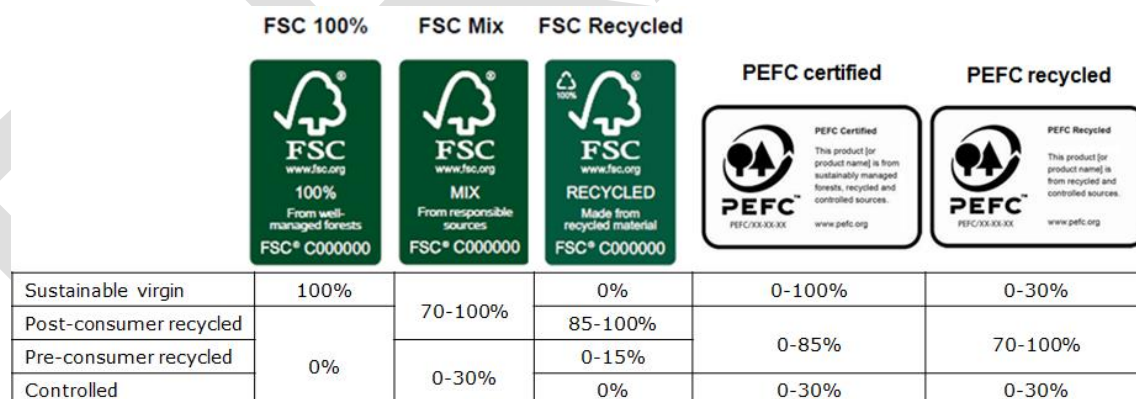 FSC 100% FSC Mix FSC Recycled
PEFC certified PEFC recycled
100%
FSC®
www.fsc.org
100%
From well-
managed forests
FSC® C000000
FSC®
www.fsc.org
MIX
From responsible
sources
FSC® C000000
FSC®
www.fsc.org
RECYCLED
Made from
recycled material
FSC® C000000
PEFC™
PEFC/XX-XX-XX
PEFC Certified
This product [or
product name] is from
sustainably managed
forests, recycled and
controlled sources.
www.pefc.org
PEFC™
PEFC/XX-XX-XX
PEFC Recycled
This product [or
product name] is
from recycled and
controlled sources.
www.pefc.org
Sustainable virgin 100% 70-100% 0% 0-100% 0-30%
Post-consumer recycled 0% 85-100% 0-85% 70-100%
Pre-consumer recycled 0-30% 0-15%
Controlled 0% 0-30% 0-30%